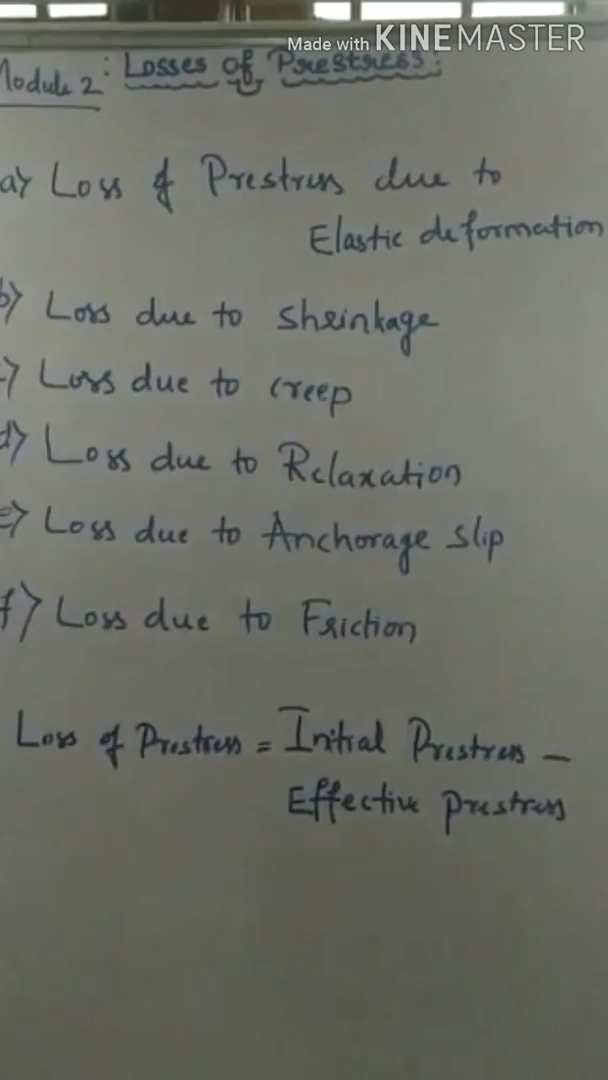 Made with KINEMASTER
Module 2: Losses of Prestress:
a) Loss of Prestress due to
Elastic deformation
b) Loss due to Shrinkage
c) Loss due to creep
d) Loss due to Relaxation
e) Loss due to Anchorage slip
f) Loss due to Friction
Loss of Prestress = Initial Prestress -
Effective prestress